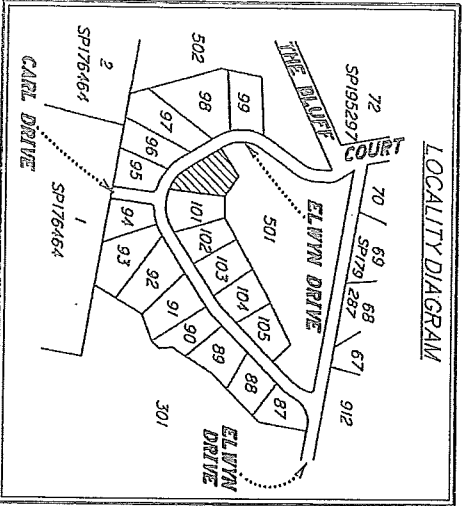 LOCALITY DIAGRAM
72
SP195297
THE BLUFF
COURT
70
69
SP179
287
68
67
912
502
99
98
97
96
95
2
SP176464
CARL DRIVE
1
SP176464
501
ELWYN DRIVE
101
102
103
104
105
94
93
92
91
90
89
88
87
301
ELWYN
DRIVE